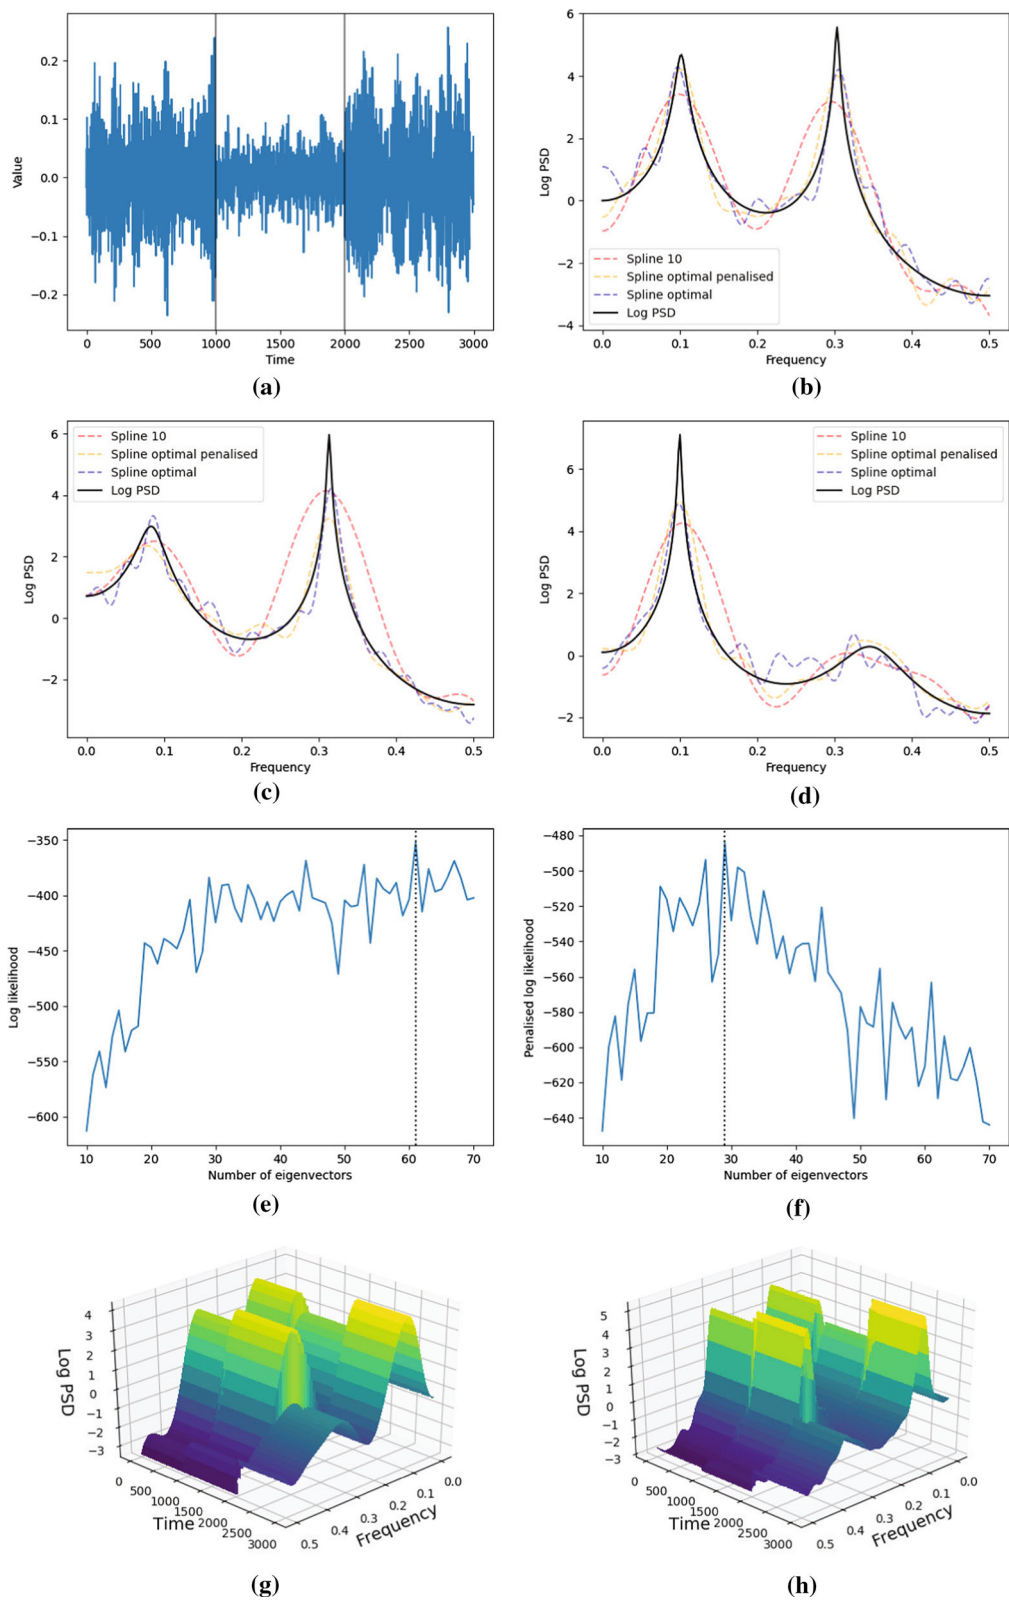 0.2
0.1
0.0
−0.1
−0.2
Value
0 500 1000 1500 2000 2500 3000
Time
(a)
6
4
2
0
−2
−4
Log PSD
Spline 10
Spline optimal penalised
Spline optimal
Log PSD
0.0 0.1 0.2 0.3 0.4 0.5
Frequency
(b)
6
4
2
0
−2
Log PSD
Spline 10
Spline optimal penalised
Spline optimal
Log PSD
0.0 0.1 0.2 0.3 0.4 0.5
Frequency
(c)
6
4
2
0
−2
Log PSD
Spline 10
Spline optimal penalised
Spline optimal
Log PSD
0.0 0.1 0.2 0.3 0.4 0.5
Frequency
(d)
−350
−400
−450
−500
−550
−600
Log likelihood
10 20 30 40 50 60 70
Number of eigenvectors
(e)
−480
−500
−520
−540
−560
−580
−600
−620
−640
Penalised log likelihood
10 20 30 40 50 60 70
Number of eigenvectors
(f)
4
3
2
1
0
−1
−2
−3
Log PSD
0 500 1000 1500 2000 2500 3000
Time
0.5 0.4 0.3 0.2 0.1 0.0
Frequency
(g)
5
4
3
2
1
0
−1
−2
−3
Log PSD
0 500 1000 1500 2000 2500 3000
Time
0.5 0.4 0.3 0.2 0.1 0.0
Frequency
(h)